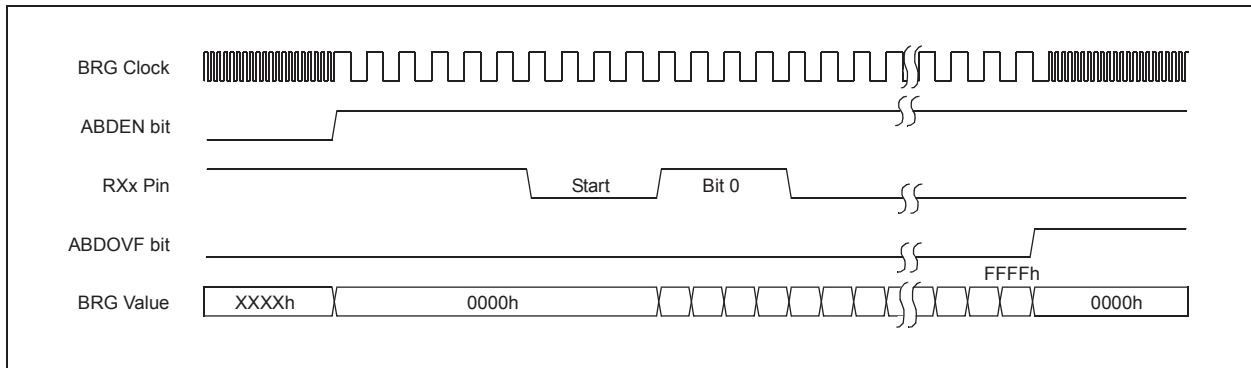 BRG Clock
ABDEN bit
RXx Pin
Start
Bit 0
ABDOVF bit
FFFFh
BRG Value
XXXXh
0000h
0000h